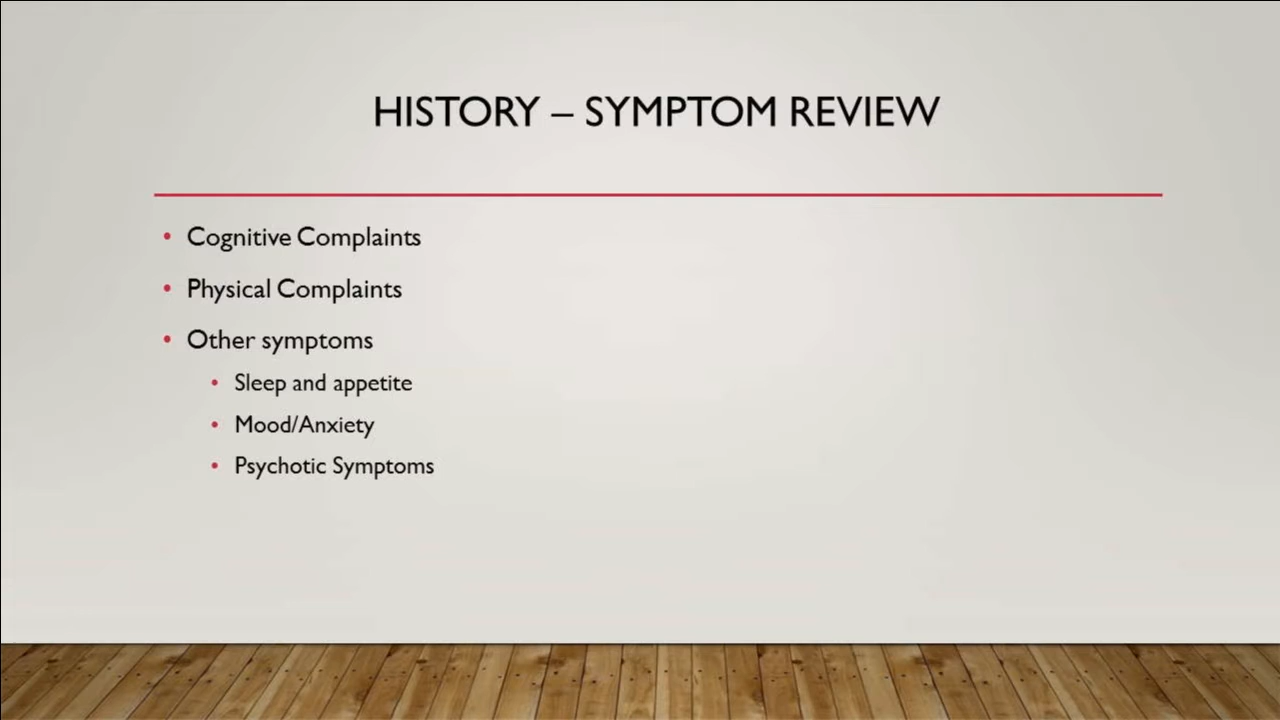 HISTORY – SYMPTOM REVIEW
• Cognitive Complaints
• Physical Complaints
• Other symptoms
• Sleep and appetite
• Mood/Anxiety
• Psychotic Symptoms